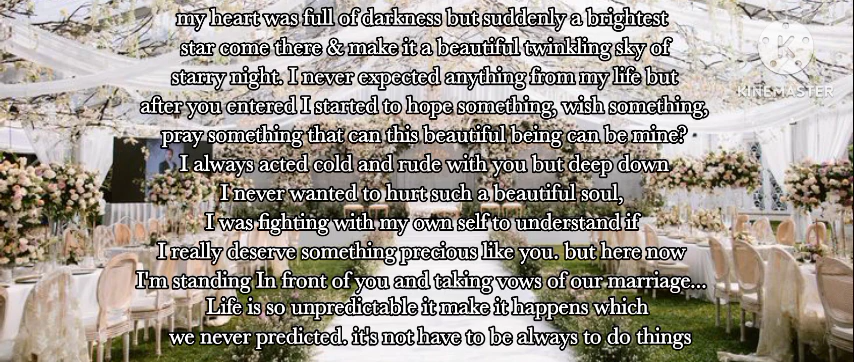 my heart was full of darkness but suddenly a brightest
star come there & make it a beautiful twinkling sky of
starry night. I never expected anything from my life but
after you entered I started to hope something, wish something,
pray something that can this beautiful being can be mine?
I always acted cold and rude with you but deep down
I never wanted to hurt such a beautiful soul,
I was fighting with my own self to understand if
I really deserve something precious like you. but here now
I'm standing In front of you and taking vows of our marriage...
Life is so unpredictable it make it happens which
we never predicted. it's not have to be always to do things
KINEMASTER